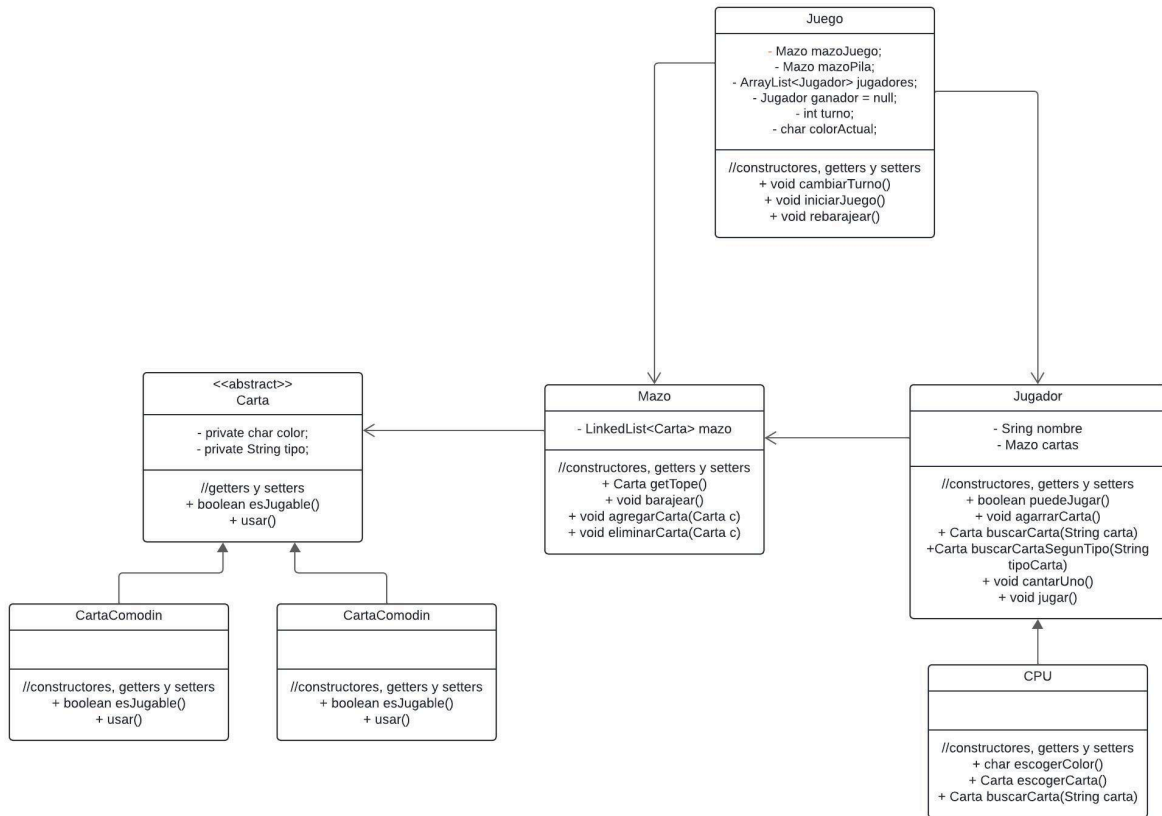 Juego
- Mazo mazoJuego;
- Mazo mazoPila;
- ArrayList<Jugador> jugadores;
- Jugador ganador = null;
- int turno;
- char colorActual;
//constructores, getters y setters
+ void cambiarTurno()
+ void iniciarJuego()
+ void rebarajear()
<<abstract>>
Carta
- private char color;
- private String tipo;
//getters y setters
+ boolean esJugable()
+ usar()
Mazo
- LinkedList<Carta> mazo
//constructores, getters y setters
+ Carta getTope()
+ void barajear()
+ void agregarCarta(Carta c)
+ void eliminarCarta(Carta c)
Jugador
- Sring nombre
- Mazo cartas
//constructores, getters y setters
+ boolean puedeJugar()
+ void agarrarCarta()
+ Carta buscarCarta(String carta)
+Carta buscarCartaSegunTipo(String
tipoCarta)
+ void cantarUno()
+ void jugar()
CartaComodin
//constructores, getters y setters
+ boolean esJugable()
+ usar()
CartaComodin
//constructores, getters y setters
+ boolean esJugable()
+ usar()
CPU
//constructores, getters y setters
+ char escogerColor()
+ Carta escogerCarta()
+ Carta buscarCarta(String carta)